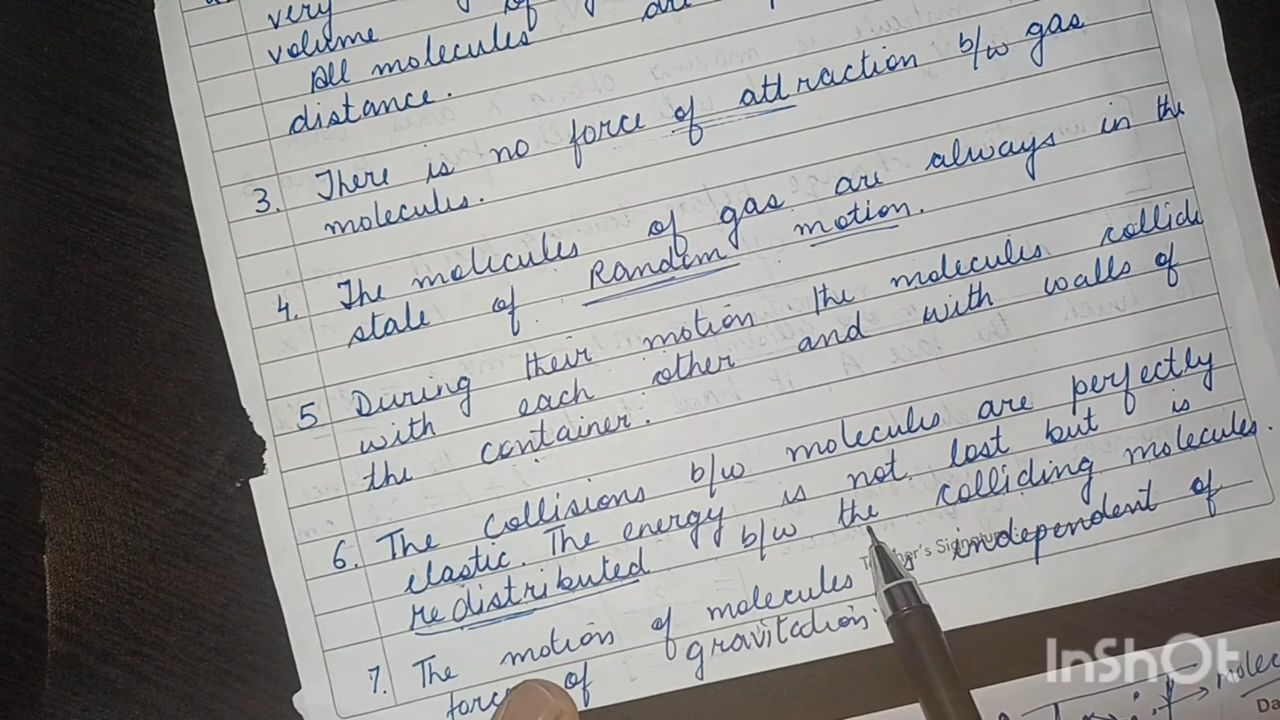 very of
volume
All molecules are
distance.
3. There is no force of attraction b/w gas
molecules.
4. The molecules of gas are always in the
state of Random motion.
5 During their motion the molecules collide
with each other and with walls of
the container.
6. The collisions b/w molecules are perfectly
elastic. The energy is not lost but is
redistributed b/w the colliding molecules.
7. The motion of molecules is independent of
force of gravitation.
InShOt